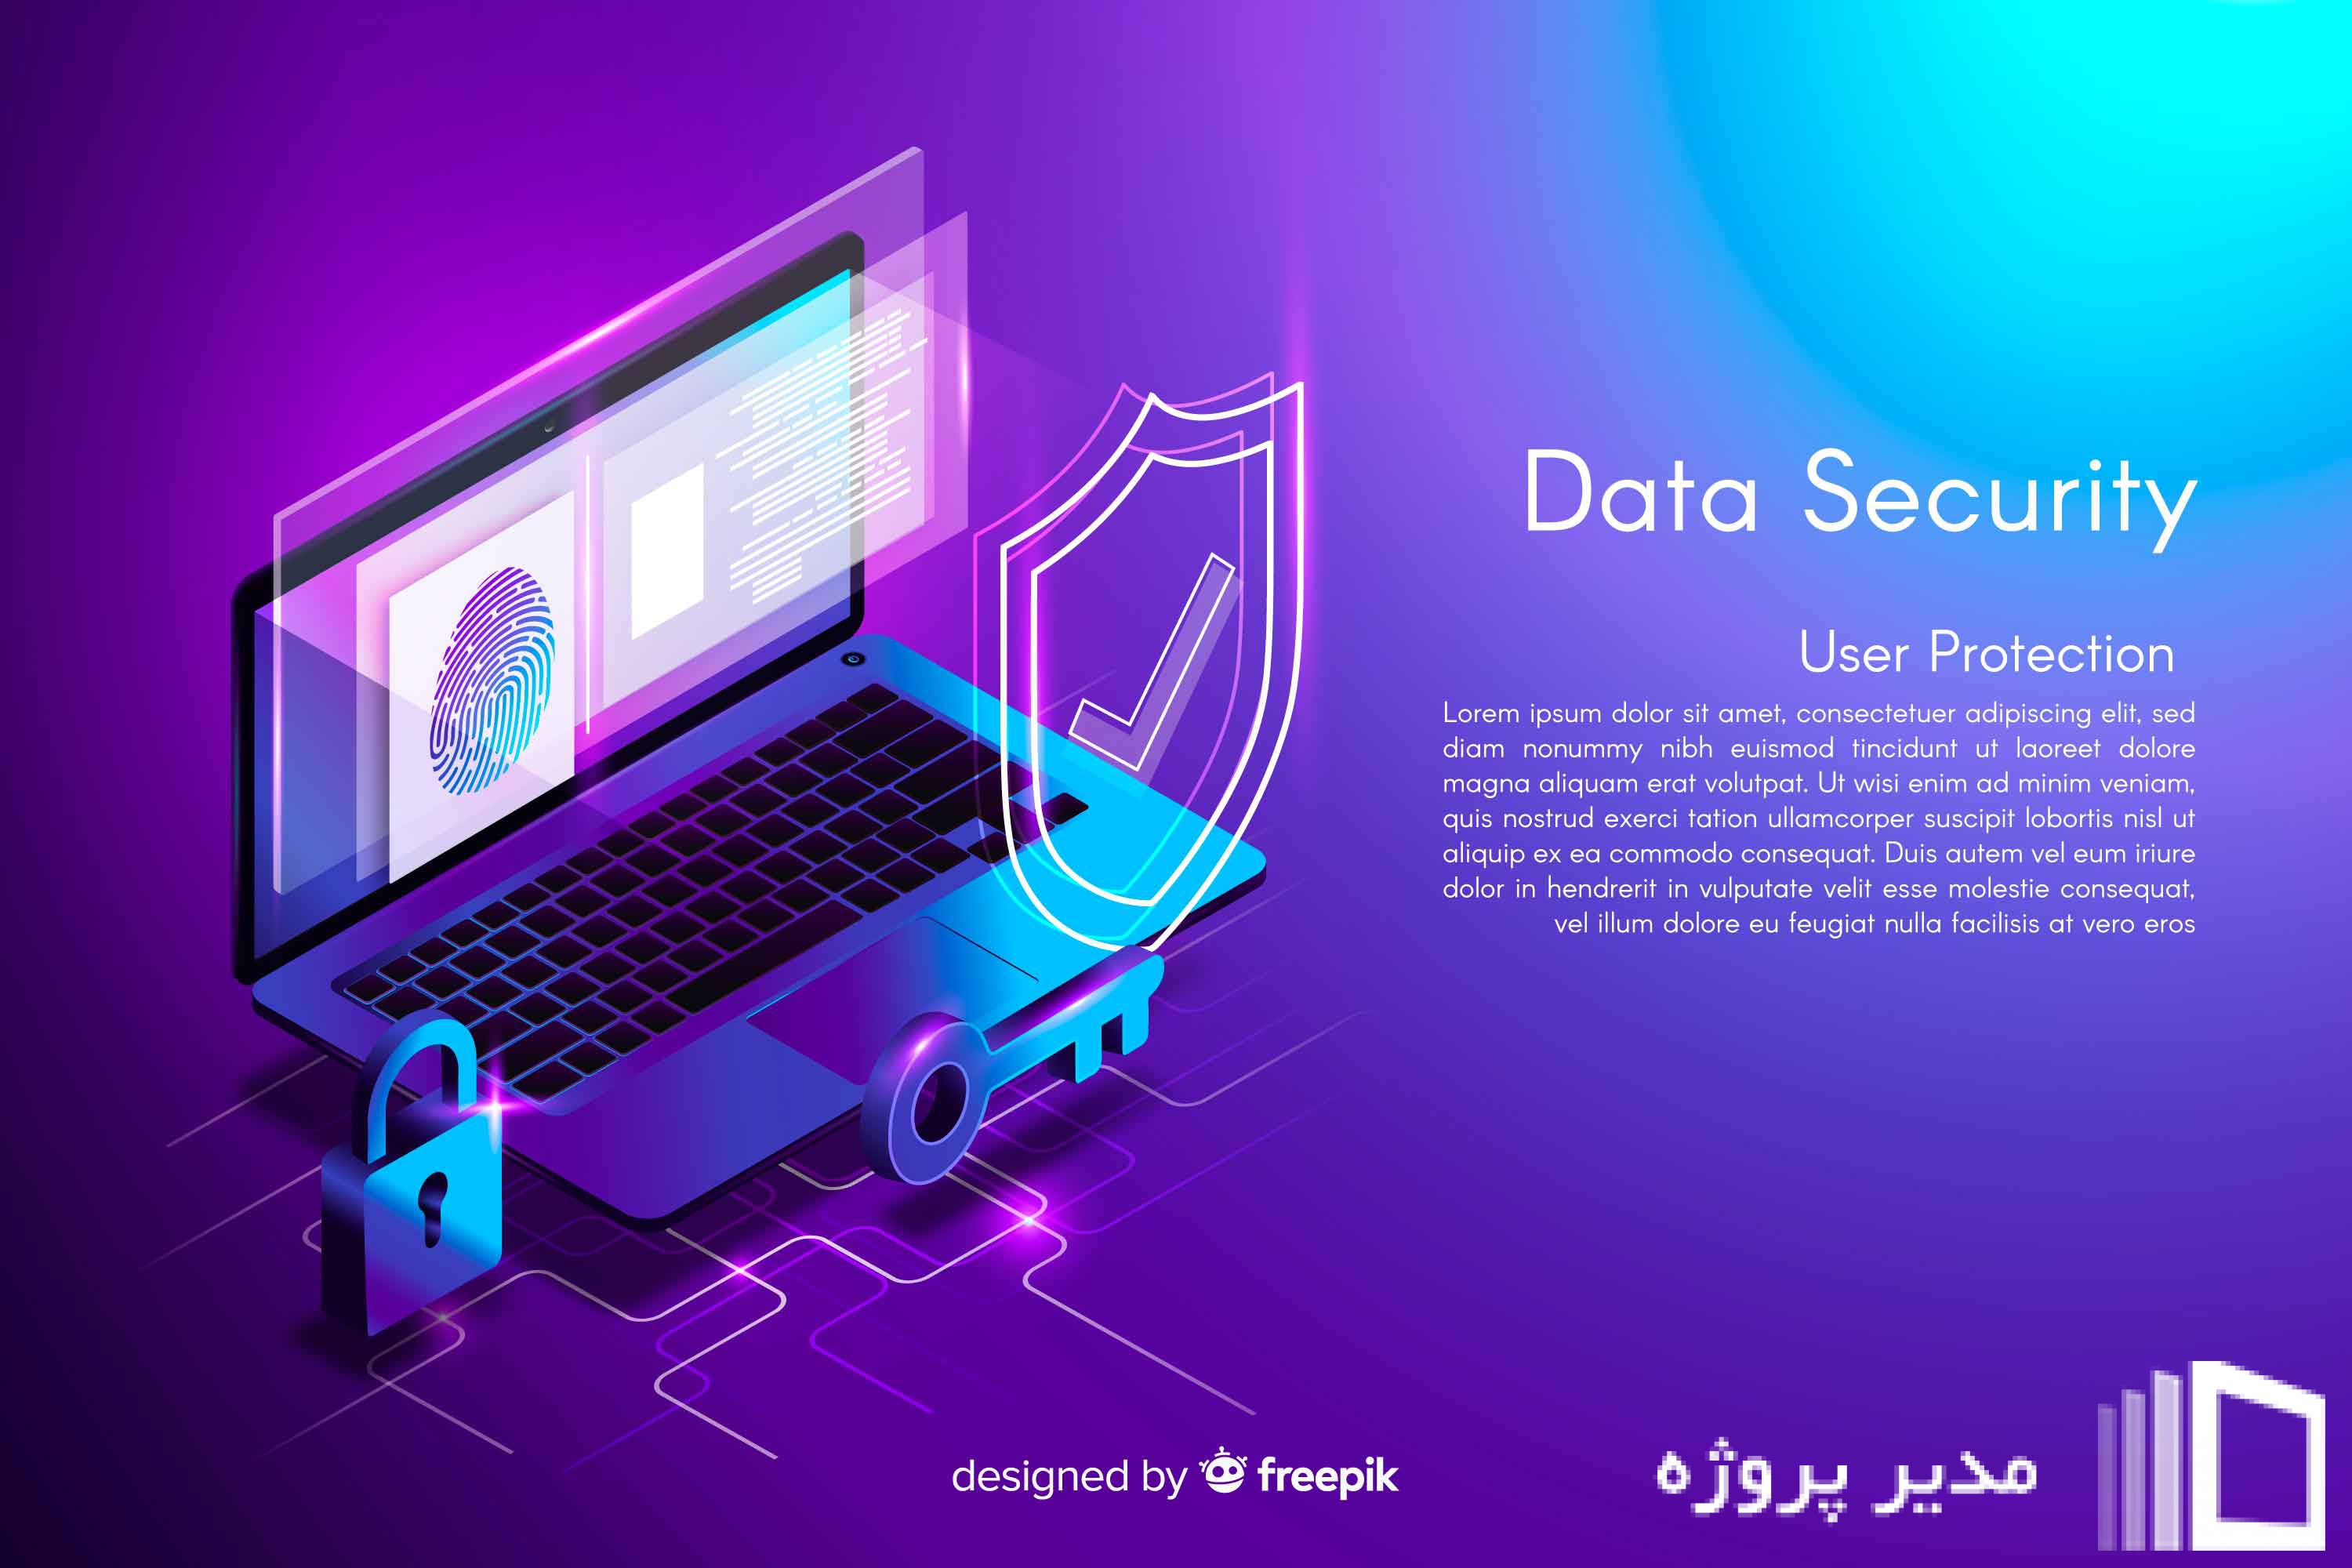 Data Security
User Protection
Lorem ipsum dolor sit amet, consectetuer adipiscing elit, sed
diam nonummy nibh euismod tincidunt ut laoreet dolore
magna aliquam erat volutpat. Ut wisi enim ad minim veniam,
quis nostrud exerci tation ullamcorper suscipit lobortis nisl ut
aliquip ex ea commodo consequat. Duis autem vel eum iriure
dolor in hendrerit in vulputate velit esse molestie consequat,
vel illum dolore eu feugiat nulla facilisis at vero eros
designed by freepik
مدیر پروژه